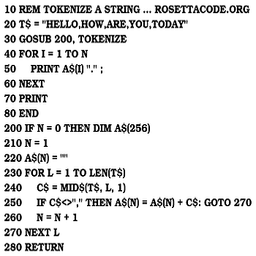 10 REM TOKENIZE A STRING ... ROSETTACODE.ORG
20 T$ = "HELLO,HOW,ARE,YOU,TODAY"
30 GOSUB 200, TOKENIZE
40 FOR I = 1 TO N
50 PRINT A$(I) "." ;
60 NEXT
70 PRINT
80 END
200 IF N = 0 THEN DIM A$(256)
210 N = 1
220 A$(N) = ""
230 FOR L = 1 TO LEN(T$)
240 C$ = MID$(T$, L, 1)
250 IF C$<>"," THEN A$(N) = A$(N) + C$: GOTO 270
260 N = N + 1
270 NEXT L
280 RETURN